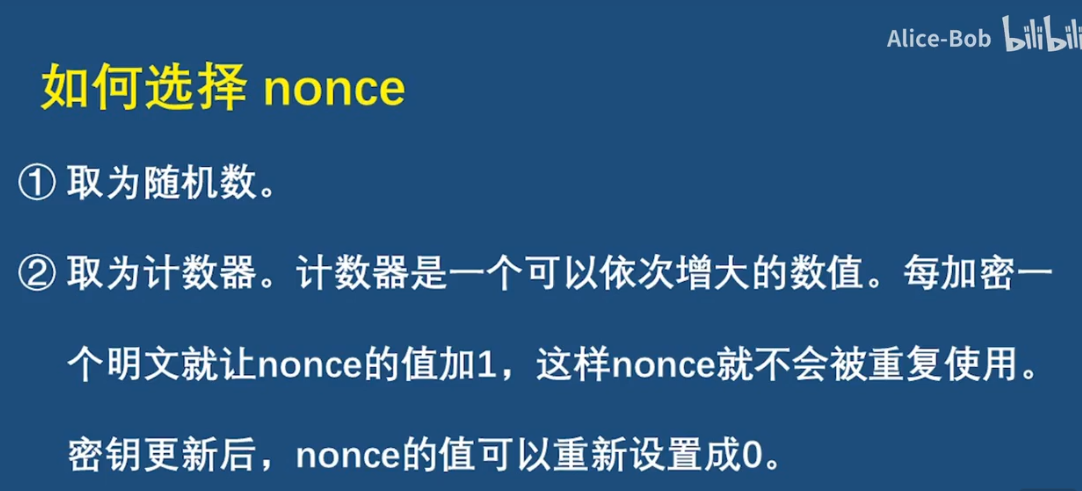 Alice-Bob bilibili
如何选择 nonce
① 取为随机数。
② 取为计数器。计数器是一个可以依次增大的数值。每加密一
个明文就让nonce的值加1，这样nonce就不会被重复使用。
密钥更新后，nonce的值可以重新设置成0。